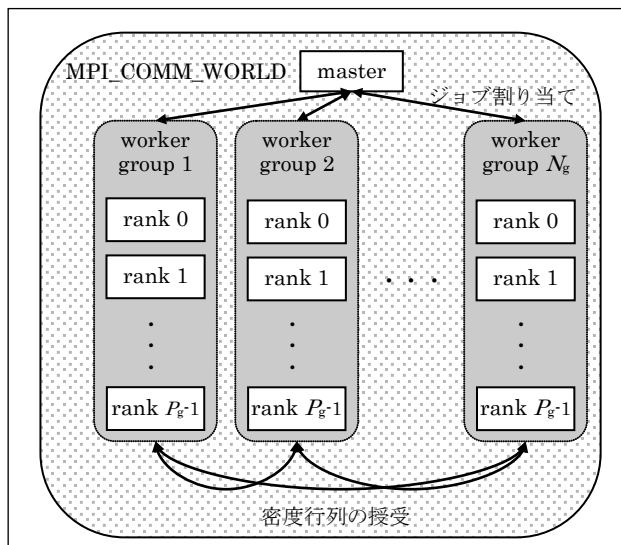 MPI_COMM_WORLD
master
ジョブ割り当て
worker
group 1
rank 0
rank 1
rank Pg-1
worker
group 2
rank 0
rank 1
rank Pg-1
. . .
worker
group Ng
rank 0
rank 1
rank Pg-1
密度行列の授受